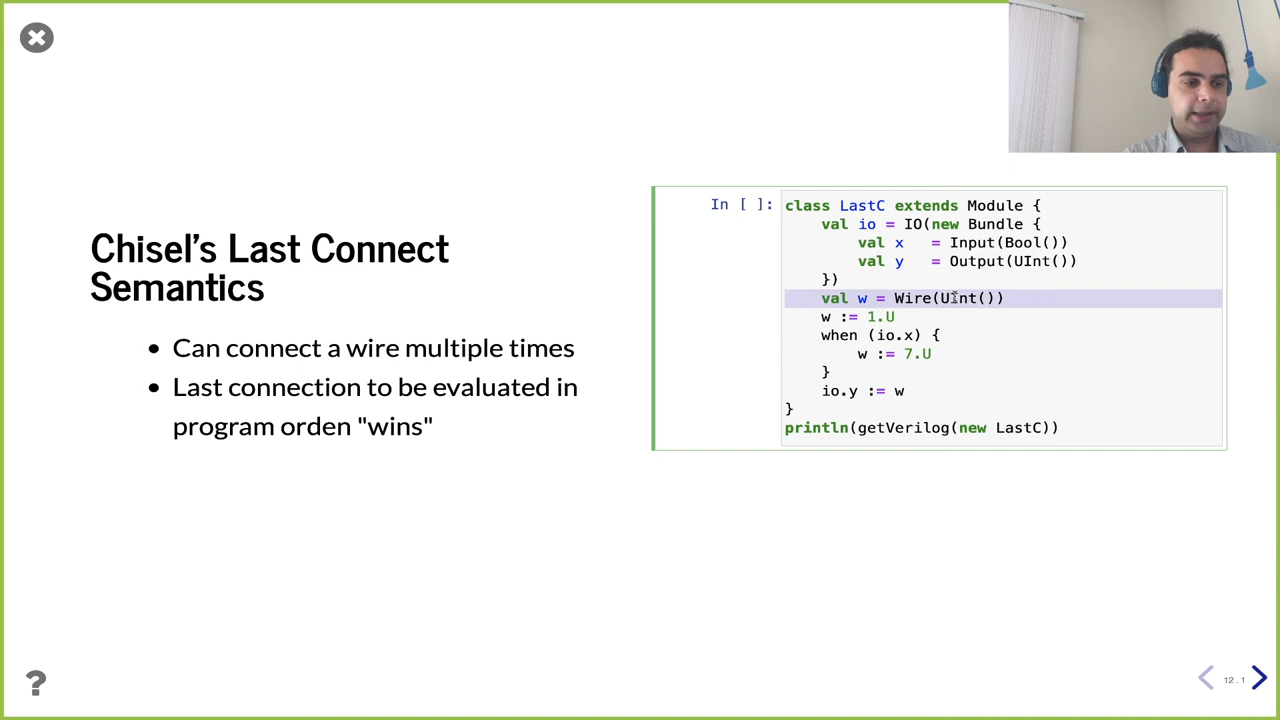 Chisel's Last Connect
Semantics
• Can connect a wire multiple times
• Last connection to be evaluated in
program orden "wins"
In [ ]:
class LastC extends Module {
    val io = IO(new Bundle {
        val x   = Input(Bool())
        val y   = Output(UInt())
    })
    val w = Wire(UInt())
    w := 1.U
    when (io.x) {
        w := 7.U
    }
    io.y := w
}
println(getVerilog(new LastC))
?
12.1